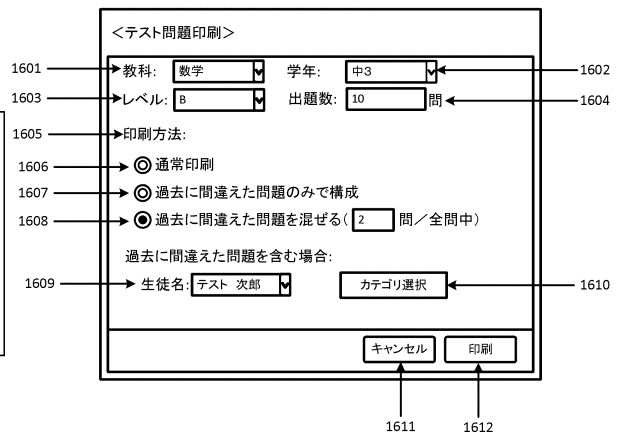 ＜テスト問題印刷＞
1601 教科: 数学 学年: 中3 1602
1603 レベル: B 出題数: 10 問 1604
1605 印刷方法:
1606 通常印刷
1607 過去に間違えた問題のみで構成
1608 過去に間違えた問題を混ぜる( 2 問／全問中)
過去に間違えた問題を含む場合:
1609 生徒名: テスト 次郎 カテゴリ選択 1610
キャンセル 印刷
1611 1612